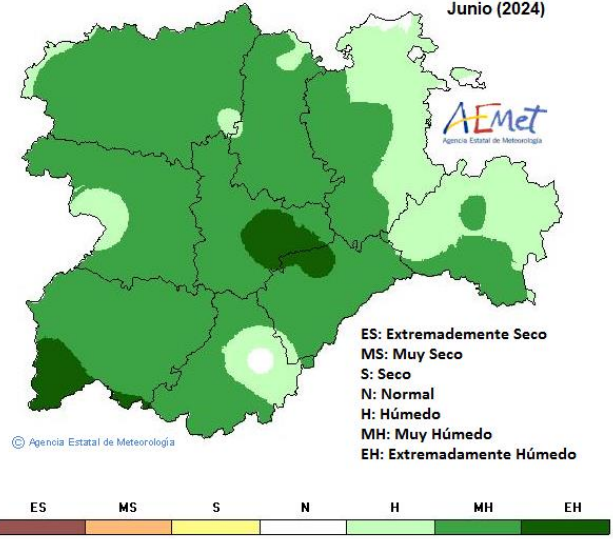 Junio (2024)
AEMet
Agencia Estatal de Meteorología
ES: Extremademente Seco
MS: Muy Seco
S: Seco
N: Normal
H: Húmedo
MH: Muy Húmedo
EH: Extremadamente Húmedo
© Agencia Estatal de Meteorología
ES MS S N H MH EH